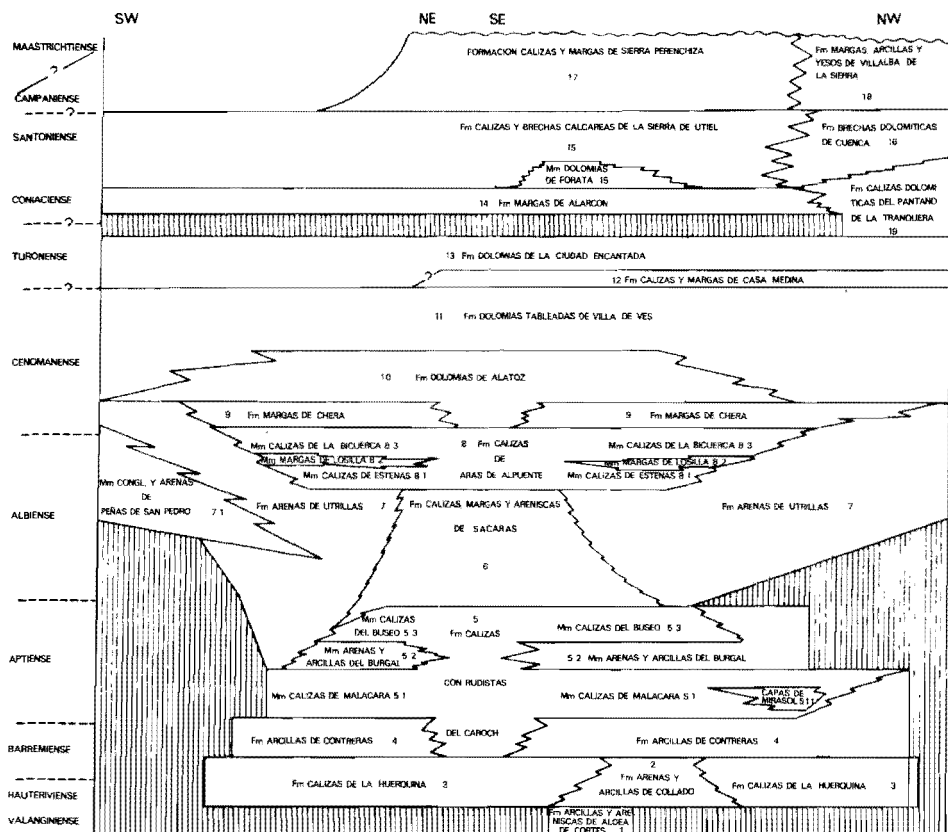 SW NE SE NW
MAASTRICHTIENSE
?
CAMPANIENSE
?
FORMACION CALIZAS Y MARGAS DE SIERRA PERENCHIZA
17
Fm MARGAS, ARCILLAS Y
YESOS DE VILLALBA DE
LA SIERRA
18
SANTONIENSE
Fm CALIZAS Y BRECHAS CALCAREAS DE LA SIERRA DE UTIEL
15
Fm BRECHAS DOLOMITICAS
DE CUENCA 16
Mm DOLOMIAS
DE FORATA 15
CONIACIENSE
?
14 Fm MARGAS DE ALARCON
Fm CALIZAS DOLOMI
TICAS DEL PANTANO
DE LA TRANQUERA
19
TURONENSE
?
13 Fm DOLOMIAS DE LA CIUDAD ENCANTADA
?
12 Fm CALIZAS Y MARGAS DE CASA MEDINA
11 Fm DOLOMIAS TABLEADAS DE VILLA DE VES
CENOMANENSE
10 Fm DOLOMIAS DE ALATOZ
9 Fm MARGAS DE CHERA
9 Fm MARGAS DE CHERA
Mm CALIZAS DE LA BICUERCA 8 3
Mm MARGAS DE LOSILLA 8 2
Mm CALIZAS DE ESTENAS 8 1
8 Fm CALIZAS
DE
ARAS DE ALPUENTE
Mm CALIZAS DE LA BICUERCA 8 3
Mm MARGAS DE LOSILLA 8 2
Mm CALIZAS DE ESTENAS 8 1
ALBIENSE
Mm CONGL. Y ARENAS
DE
PEÑAS DE SAN PEDRO 7 1
Fm ARENAS DE UTRILLAS 7
Fm CALIZAS, MARGAS Y ARENISCAS
DE SACARAS
6
Fm ARENAS DE UTRILLAS 7
APTIENSE
Mm CALIZAS
DEL BUSEO 5 3
5
Fm CALIZAS
Mm CALIZAS DEL BUSEO 5 3
Mm ARENAS Y 5 2
ARCILLAS DEL BURGAL
5 2 Mm ARENAS Y ARCILLAS DEL BURGAL
CON RUDISTAS
Mm CALIZAS DE MALACARA 5 1
Mm CALIZAS DE MALACARA 5 1
CAPAS DE
MIRASOL 5 1 1
DEL CAROCH
BARREMIENSE
Fm ARCILLAS DE CONTRERAS 4
Fm ARCILLAS DE CONTRERAS 4
HAUTERIVIENSE
Fm CALIZAS DE LA HUERQUINA 3
2
Fm ARENAS Y
ARCILLAS DE COLLADO
Fm CALIZAS DE LA HUERQUINA 3
VALANGINIENSE
Fm ARCILLAS Y ARE
NISCAS DE ALDEA
DE CORTES 1